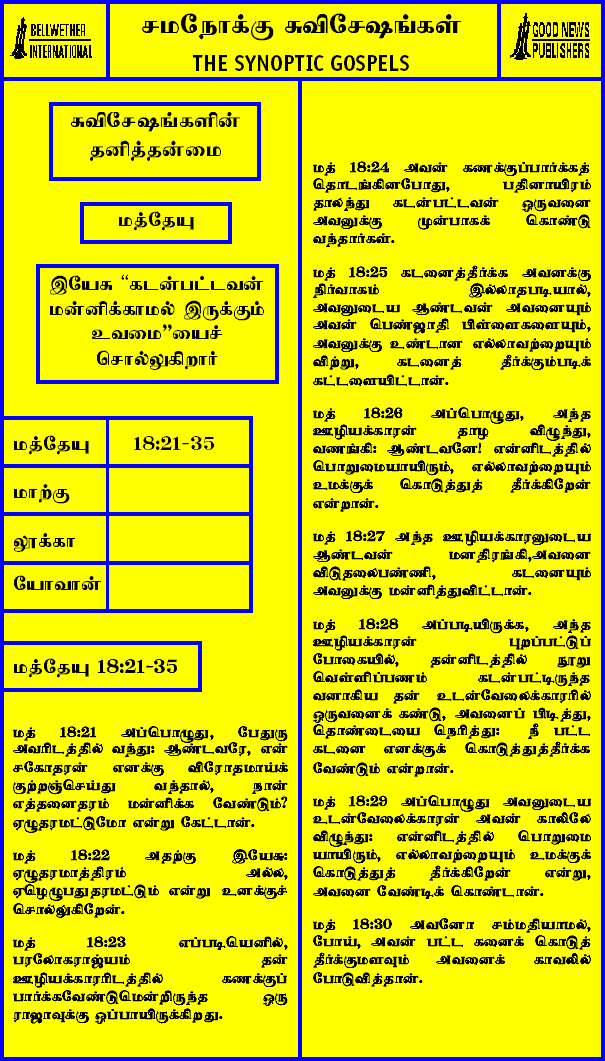 BELLWETHER
INTERNATIONAL
சமநோக்கு சுவிசேஷங்கள்
THE SYNOPTIC GOSPELS
GOOD NEWS
PUBLISHERS
சுவிசேஷங்களின்
தனித்தன்மை
மத்தேயு
இயேசு “கடன்பட்டவன்
மன்னிக்காமல் இருக்கும்
உவமை”யைச்
சொல்லுகிறார்
மத்தேயு 18:21-35
மாற்கு
லூக்கா
யோவான்
மத்தேயு 18:21-35
மத் 18:21 அப்பொழுது, பேதுரு
அவரிடத்தில் வந்து: ஆண்டவரே, என்
சகோதரன் எனக்கு விரோதமாய்க்
குற்றஞ்செய்து வந்தால், நான்
எத்தனைதரம் மன்னிக்க வேண்டும்?
ஏழுதரமட்டுமோ என்று கேட்டான்.
மத் 18:22 அதற்கு இயேசு:
ஏழுதரமாத்திரம் அல்ல,
ஏழெழுபதுதரமட்டும் என்று உனக்குச்
சொல்லுகிறேன்.
மத் 18:23 எப்படியெனில்,
பரலோகராஜ்யம் தன்
ஊழியக்காரரிடத்தில் கணக்குப்
பார்க்கவேண்டுமென்றிருந்த ஒரு
ராஜாவுக்கு ஒப்பாயிருக்கிறது.
மத் 18:24 அவன் கணக்குப்பார்க்கத்
தொடங்கினபோது, பதினாயிரம்
தாலந்து கடன்பட்டவன் ஒருவனை
அவனுக்கு முன்பாகக் கொண்டு
வந்தார்கள்.
மத் 18:25 கடனைத்தீர்க்க அவனக்கு
நிர்வாகம் இல்லாதபடியால்,
அவனுடைய ஆண்டவன் அவனையும்
அவன் பெண்ஜாதி பிள்ளைகளையும்,
அவனுக்கு உண்டான எல்லாவற்றையும்
விற்று, கடனைத் தீர்க்கும்படிக்
கட்டளையிட்டான்.
மத் 18:26 அப்பொழுது, அந்த
ஊழியக்காரன் தாழ விழுந்து,
வணங்கி: ஆண்டவனே! என்னிடத்தில்
பொறுமையாயிரும், எல்லாவற்றையும்
உமக்குக் கொடுத்துத் தீர்க்கிறேன்
என்றான்.
மத் 18:27 அந்த ஊழியக்காரனுடைய
ஆண்டவன் மனதிரங்கி,அவனை
விடுதலைபண்ணி, கடனையும்
அவனுக்கு மன்னித்துவிட்டான்.
மத் 18:28 அப்படியிருக்க, அந்த
ஊழியக்காரன் புறப்பட்டுப்
போகையில், தன்னிடத்தில் நூறு
வெள்ளிப்பணம் கடன்பட்டிருந்த
வனாகிய தன் உடன்வேலைக்காரரில்
ஒருவனைக் கண்டு, அவனைப் பிடித்து,
தொண்டையை நெரித்து: நீ பட்ட
கடனை எனக்குக் கொடுத்துத்தீர்க்க
வேண்டும் என்றான்.
மத் 18:29 அப்பொழுது அவனுடைய
உடன்வேலைக்காரன் அவன் காலிலே
விழுந்து: என்னிடத்தில் பொறுமை
யாயிரும், எல்லாவற்றையும் உமக்குக்
கொடுத்துத் தீர்க்கிறேன் என்று,
அவனை வேண்டிக் கொண்டான்.
மத் 18:30 அவனோ சம்மதியாமல்,
போய், அவன் பட்ட கனைக் கொடுத்
தீர்க்குமளவும் அவனைக் காவலில்
போடுவித்தான்.